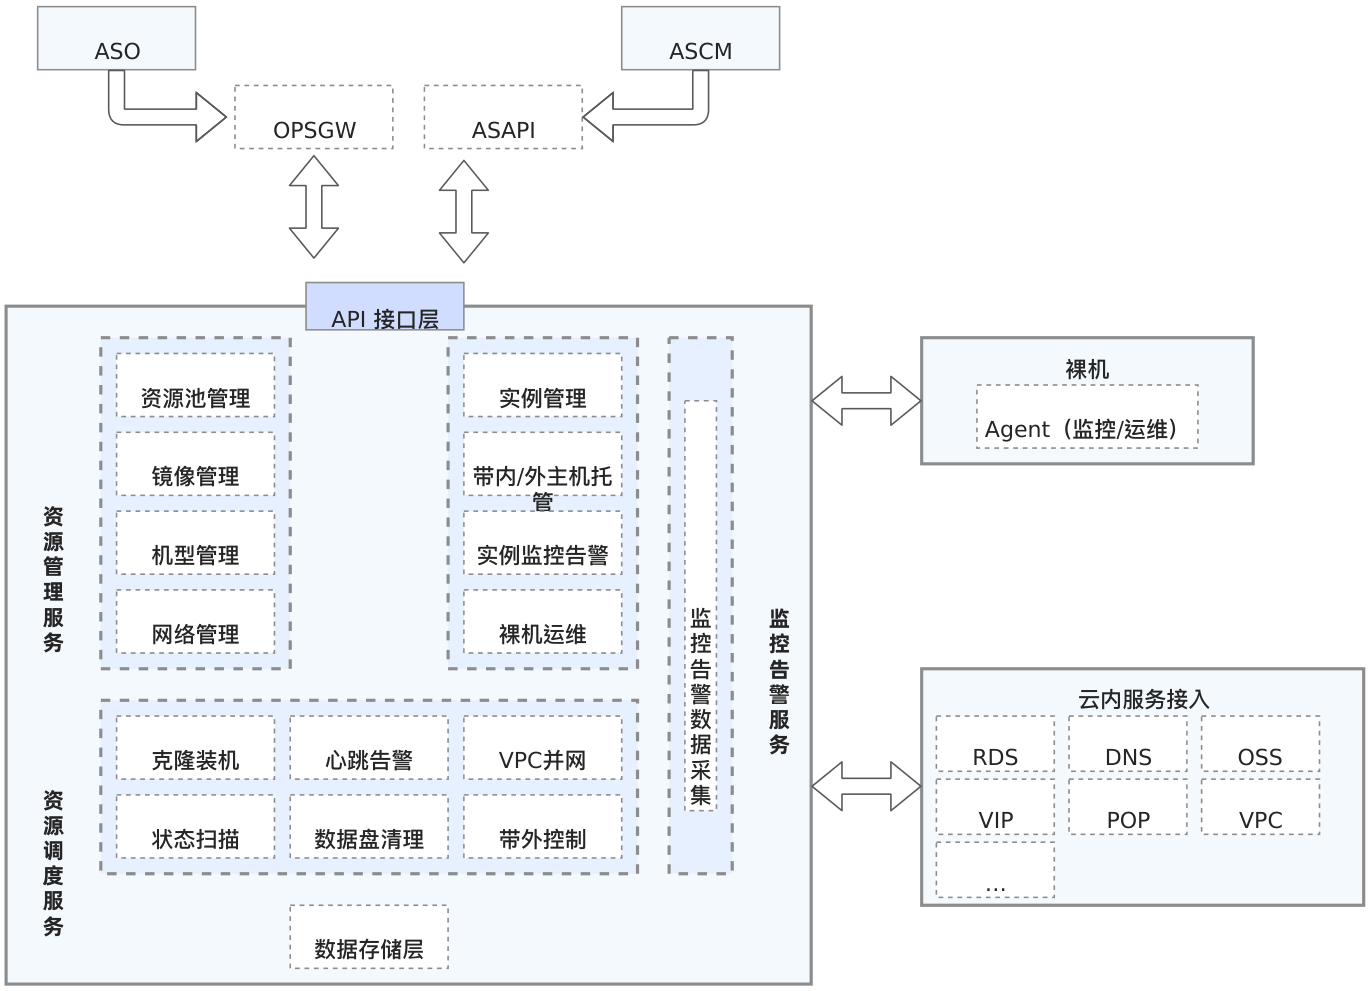 ASO
ASCM
OPSGW
ASAPI
API 接口层
资源管理服务
资源池管理
镜像管理
机型管理
网络管理
实例管理
带内/外主机托
管
实例监控告警
裸机运维
监控告警数据采集
监控告警服务
资源调度服务
克隆装机
心跳告警
VPC并网
状态扫描
数据盘清理
带外控制
数据存储层
裸机
Agent（监控/运维）
云内服务接入
RDS
DNS
OSS
VIP
POP
VPC
...